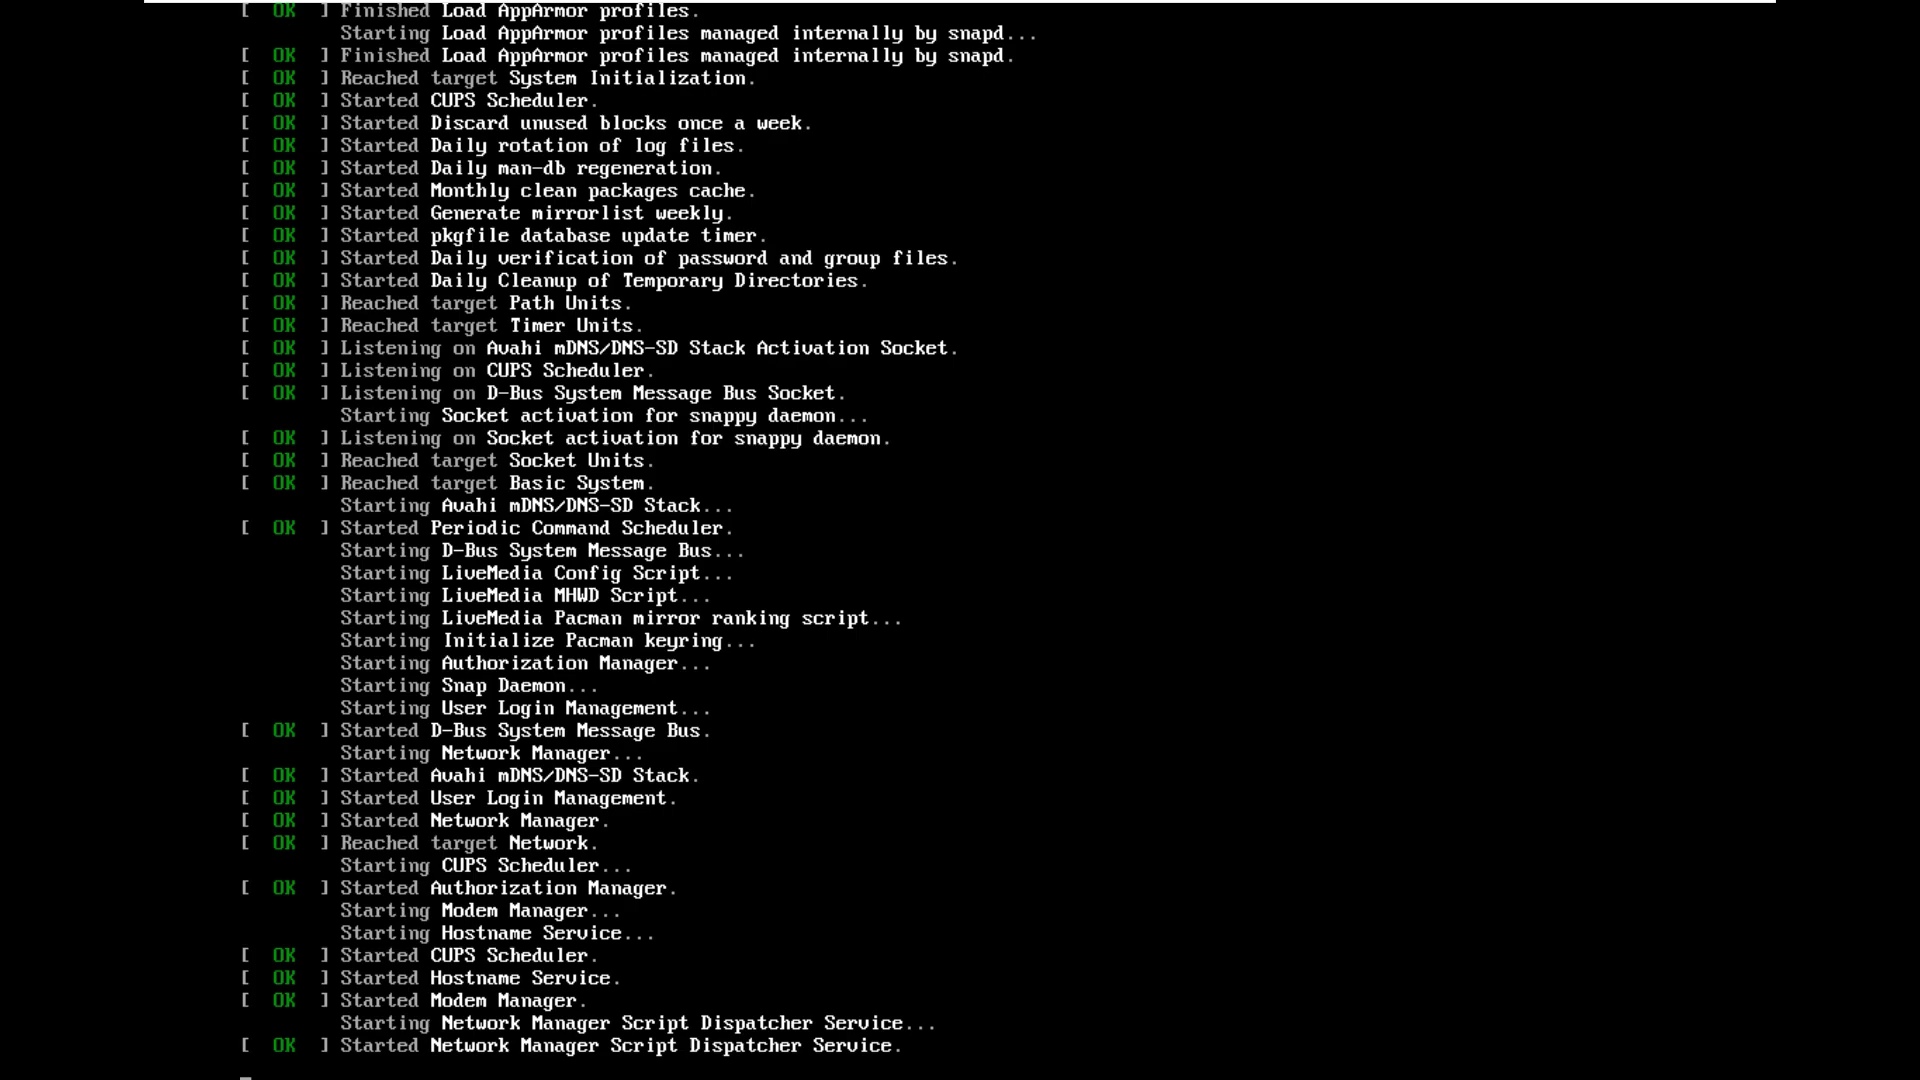 [  OK  ] Finished Load AppArmor profiles.
Starting Load AppArmor profiles managed internally by snapd...
[  OK  ] Finished Load AppArmor profiles managed internally by snapd.
[  OK  ] Reached target System Initialization.
[  OK  ] Started CUPS Scheduler.
[  OK  ] Started Discard unused blocks once a week.
[  OK  ] Started Daily rotation of log files.
[  OK  ] Started Daily man-db regeneration.
[  OK  ] Started Monthly clean packages cache.
[  OK  ] Started Generate mirrorlist weekly.
[  OK  ] Started pkgfile database update timer.
[  OK  ] Started Daily verification of password and group files.
[  OK  ] Started Daily Cleanup of Temporary Directories.
[  OK  ] Reached target Path Units.
[  OK  ] Reached target Timer Units.
[  OK  ] Listening on Avahi mDNS/DNS-SD Stack Activation Socket.
[  OK  ] Listening on CUPS Scheduler.
[  OK  ] Listening on D-Bus System Message Bus Socket.
Starting Socket activation for snappy daemon...
[  OK  ] Listening on Socket activation for snappy daemon.
[  OK  ] Reached target Socket Units.
[  OK  ] Reached target Basic System.
Starting Avahi mDNS/DNS-SD Stack...
[  OK  ] Started Periodic Command Scheduler.
Starting D-Bus System Message Bus...
Starting LiveMedia Config Script...
Starting LiveMedia MHWD Script...
Starting LiveMedia Pacman mirror ranking script...
Starting Initialize Pacman keyring...
Starting Authorization Manager...
Starting Snap Daemon...
Starting User Login Management...
[  OK  ] Started D-Bus System Message Bus.
Starting Network Manager...
[  OK  ] Started Avahi mDNS/DNS-SD Stack.
[  OK  ] Started User Login Management.
[  OK  ] Started Network Manager.
[  OK  ] Reached target Network.
Starting CUPS Scheduler...
[  OK  ] Started Authorization Manager.
Starting Modem Manager...
Starting Hostname Service...
[  OK  ] Started CUPS Scheduler.
[  OK  ] Started Hostname Service.
[  OK  ] Started Modem Manager.
Starting Network Manager Script Dispatcher Service...
[  OK  ] Started Network Manager Script Dispatcher Service.